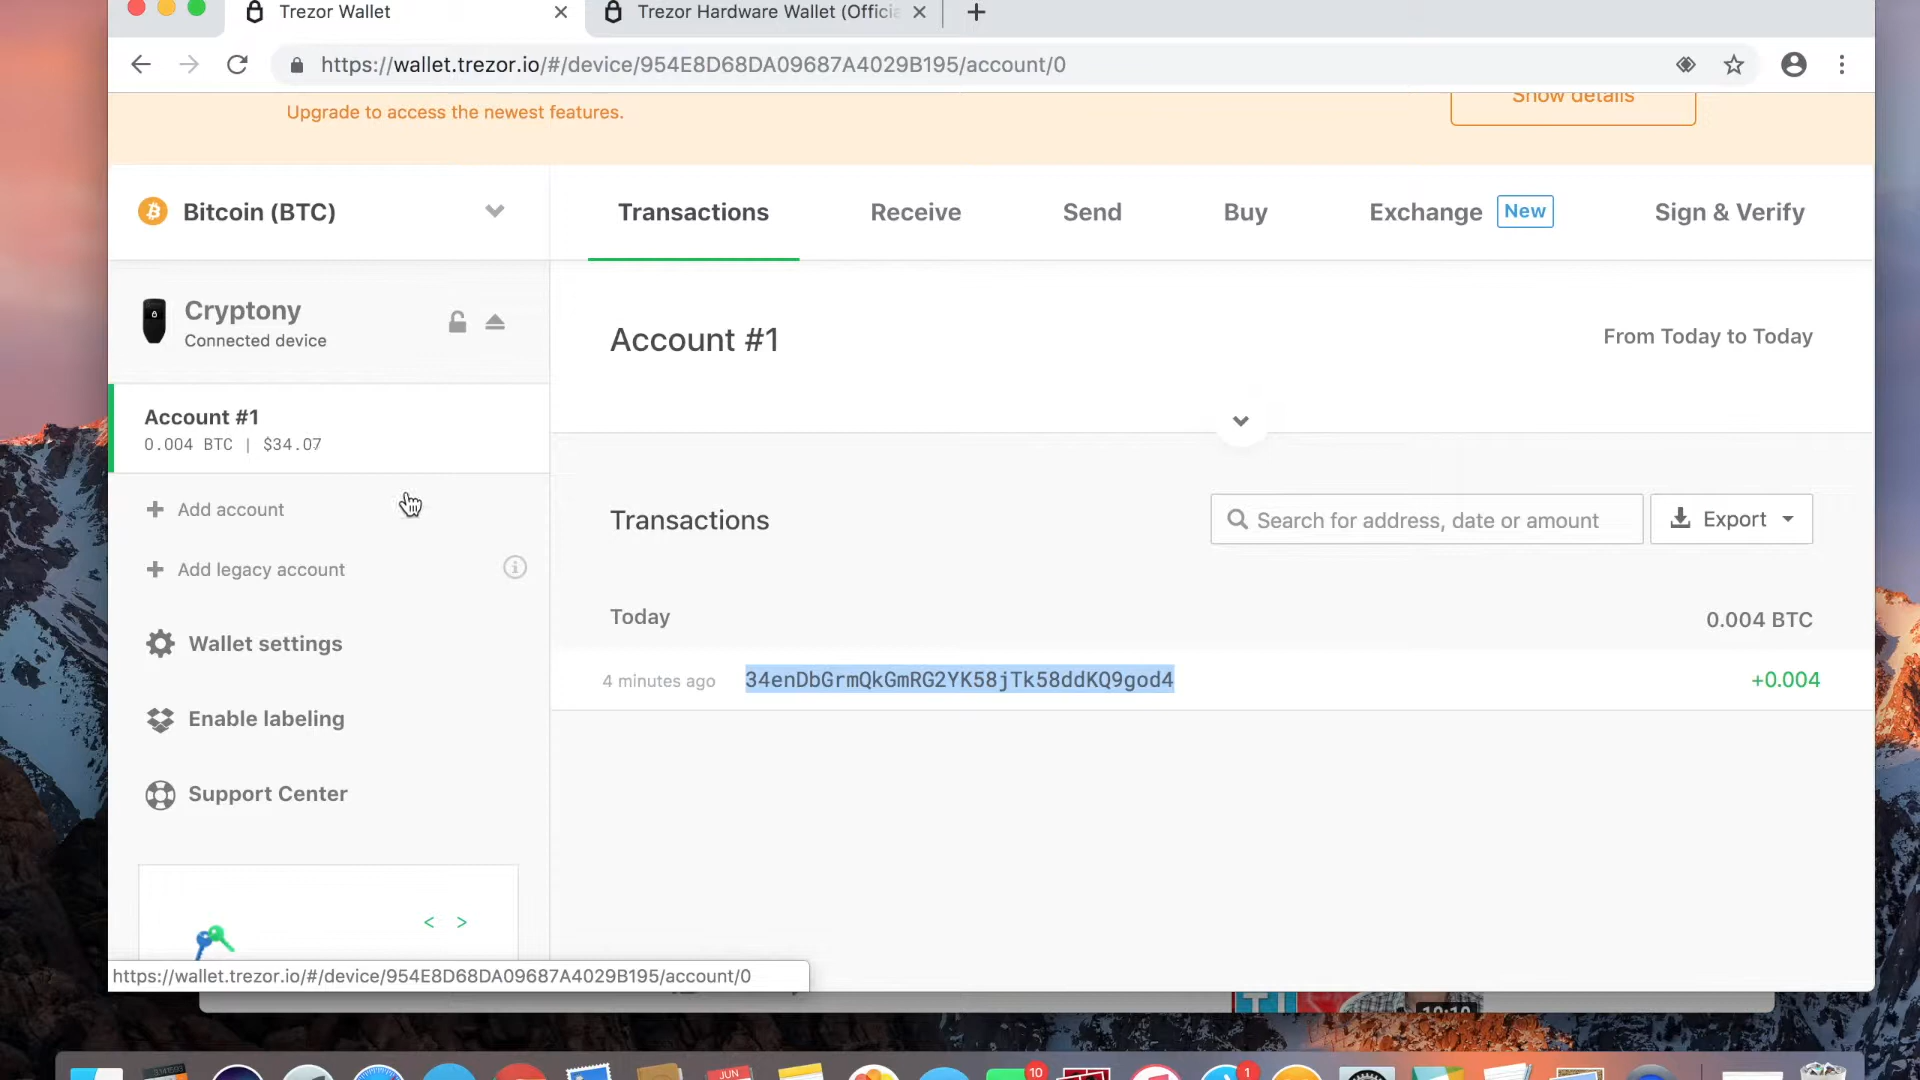 Trezor Wallet
Trezor Hardware Wallet (Offici
https://wallet.trezor.io/#/device/954E8D68DA09687A4029B195/account/0
Upgrade to access the newest features.
Show details
Bitcoin (BTC)
Transactions
Receive
Send
Buy
Exchange
New
Sign & Verify
Cryptony
Connected device
Account #1
From Today to Today
Account #1
0.004 BTC | $34.07
Add account
Add legacy account
Wallet settings
Enable labeling
Support Center
Transactions
Search for address, date or amount
Export
Today
0.004 BTC
4 minutes ago
34enDbGrmQkGmRG2YK58jTk58ddKQ9god4
+0.004
< >
https://wallet.trezor.io/#/device/954E8D68DA09687A4029B195/account/0
JUN
10
1